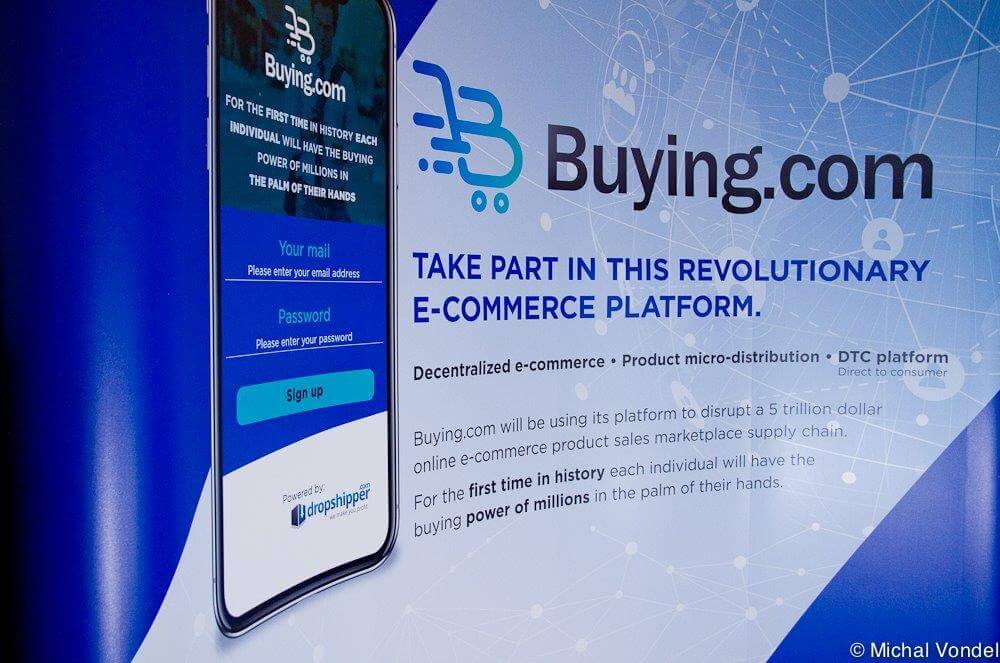 Buying.com
FOR THE FIRST TIME IN HISTORY EACH
INDIVIDUAL WILL HAVE THE BUYING
POWER OF MILLIONS IN
THE PALM OF THEIR HANDS
Your mail
Please enter your email address
Password
Please enter your password
Sign up
Powered by:
dropshipper.com
we make you profit
Buying.com
TAKE PART IN THIS REVOLUTIONARY
E-COMMERCE PLATFORM.
Decentralized e-commerce • Product micro-distribution • DTC platform
Direct to consumer
Buying.com will be using its platform to disrupt a 5 trillion dollar
online e-commerce product sales marketplace supply chain.
For the first time in history each individual will have the
buying power of millions in the palm of their hands.
© Michal Vondel